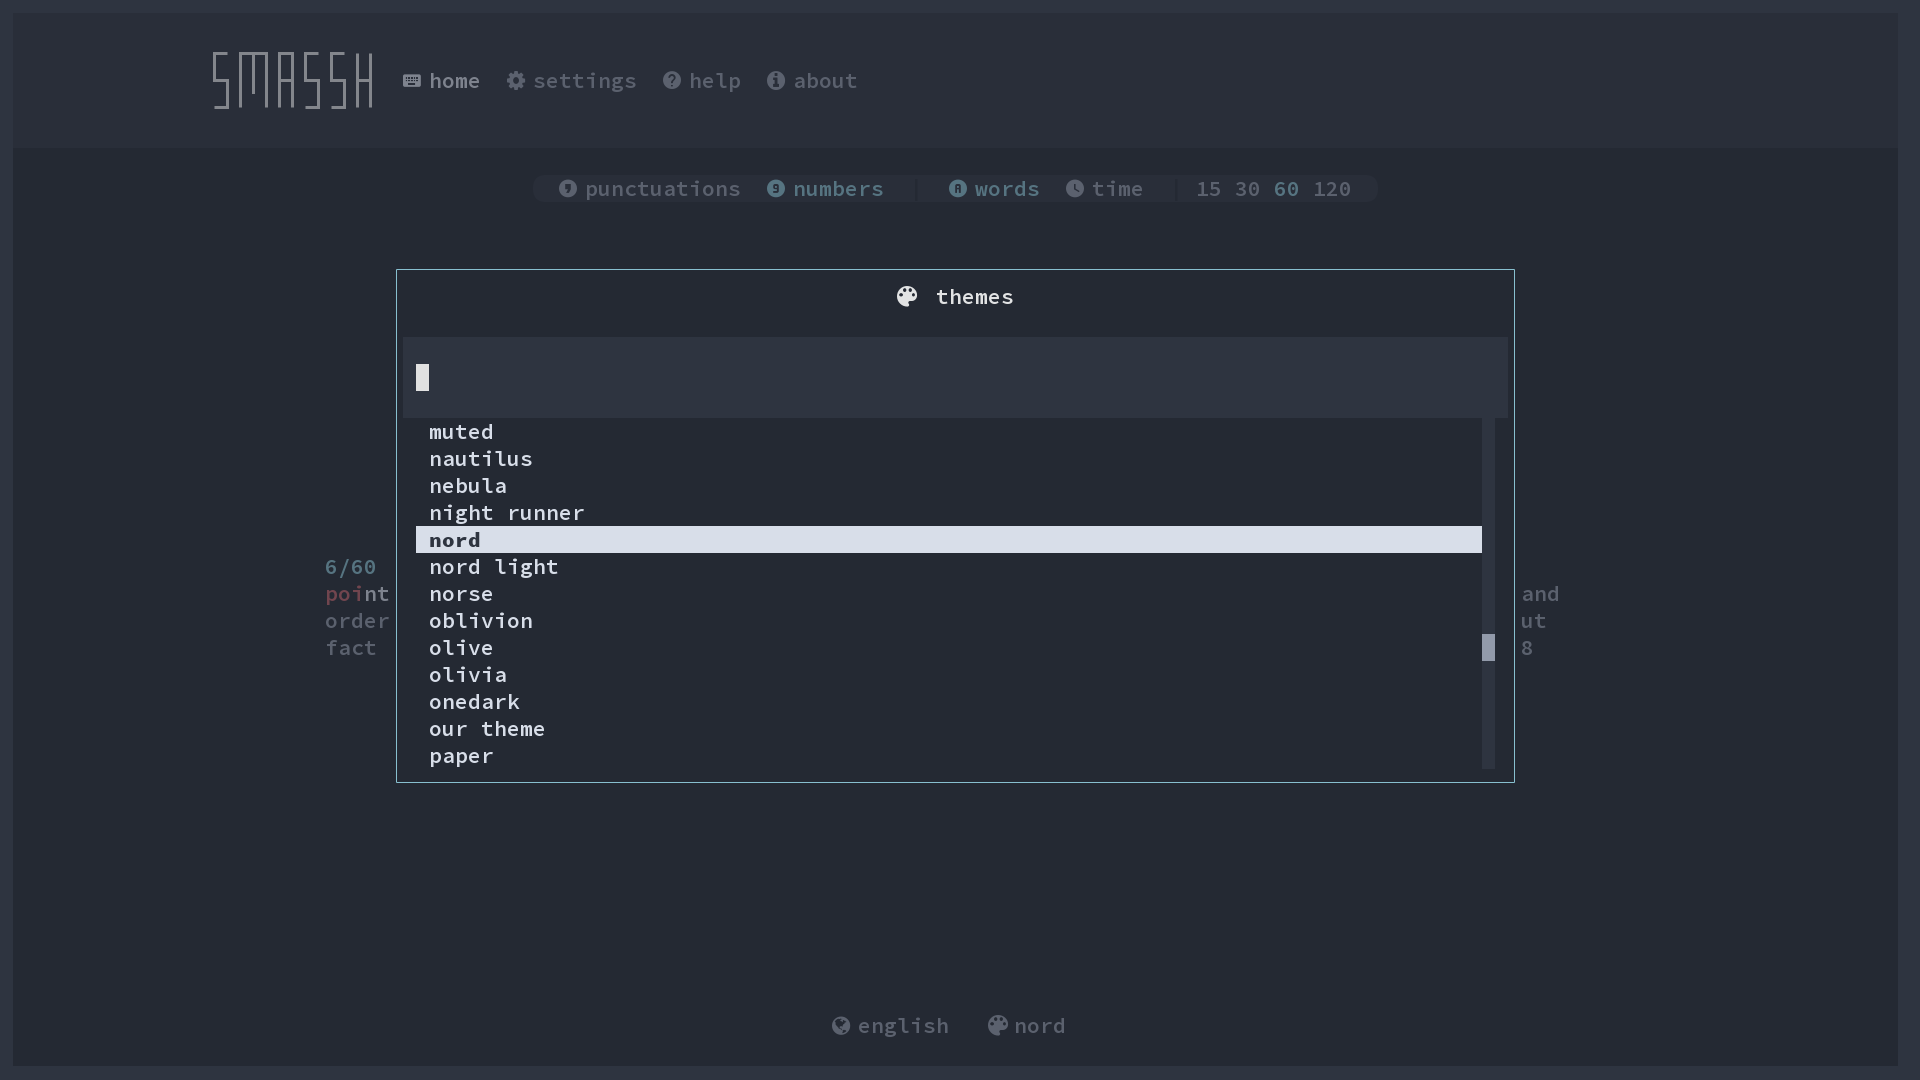 SMASSH home settings help about
punctuations numbers words time 15 30 60 120
themes
muted
nautilus
nebula
night runner
nord
nord light
norse
oblivion
olive
olivia
onedark
our theme
paper
6/60
point and
order ut
fact 8
english nord